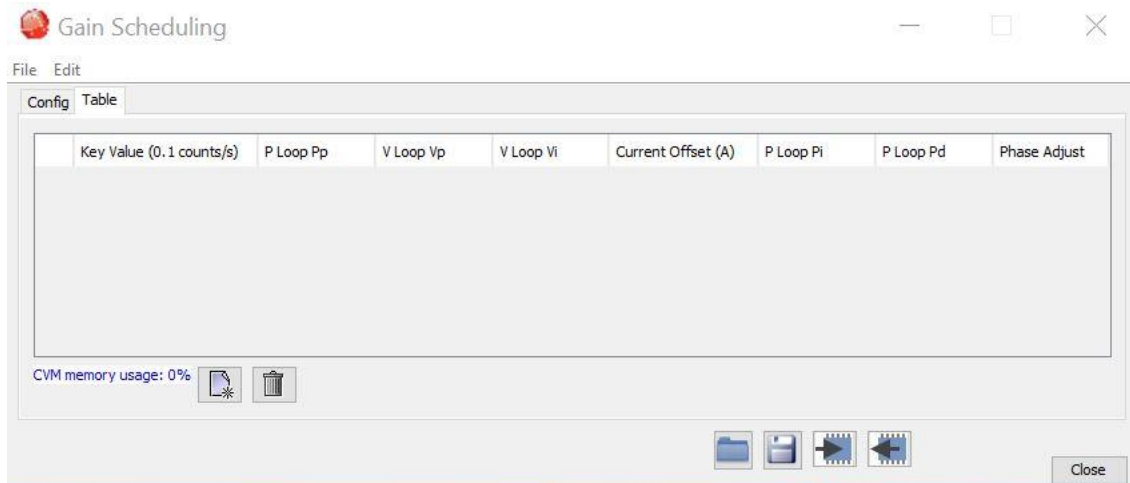 Gain Scheduling
File Edit
Config Table
Key Value (0.1 counts/s) P Loop Pp V Loop Vp V Loop Vi Current Offset (A) P Loop Pi P Loop Pd Phase Adjust
CVM memory usage: 0%
Close